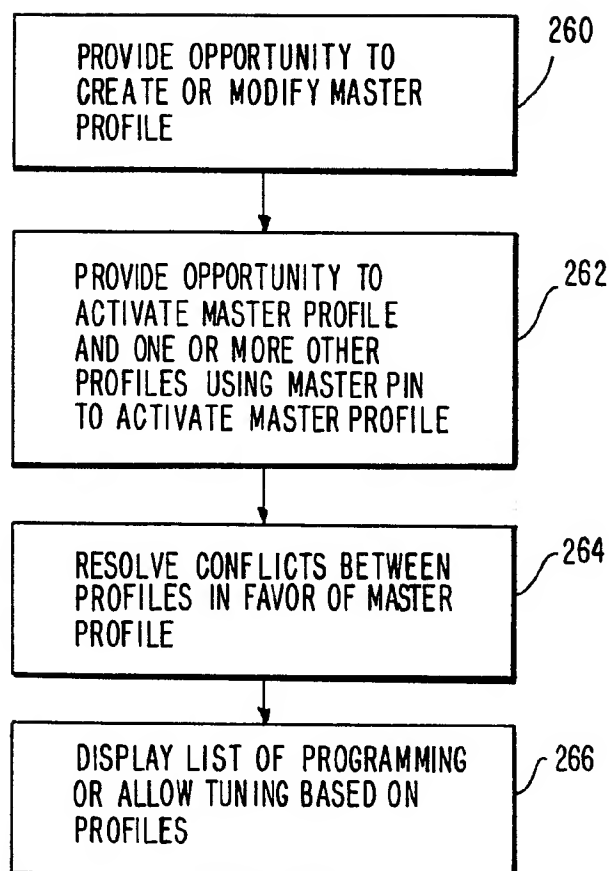 PROVIDE OPPORTUNITY TO
CREATE OR MODIFY MASTER
PROFILE
260
PROVIDE OPPORTUNITY TO
ACTIVATE MASTER PROFILE
AND ONE OR MORE OTHER
PROFILES USING MASTER PIN
TO ACTIVATE MASTER PROFILE
262
RESOLVE CONFLICTS BETWEEN
PROFILES IN FAVOR OF MASTER
PROFILE
264
DISPLAY LIST OF PROGRAMMING
OR ALLOW TUNING BASED ON
PROFILES
266